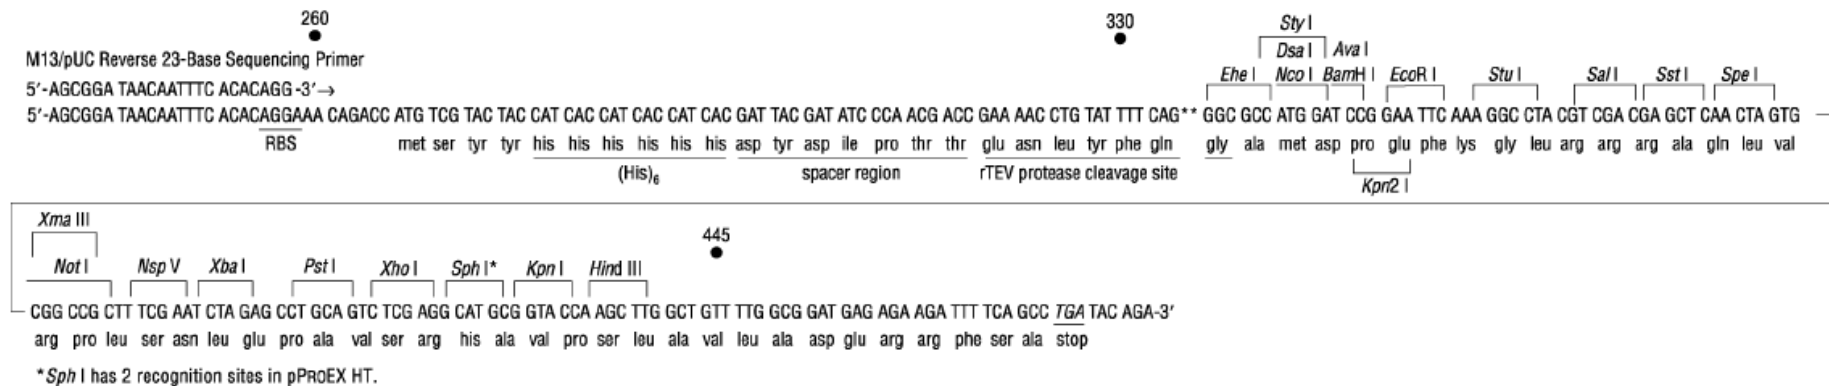 260 330 Sty I
M13/pUC Reverse 23-Base Sequencing Primer Dsa I Ava I
5′-AGCGGA TAACAATTTC ACACAGG -3′→ Ehe I Nco I BamH I EcoR I Stu I Sal I Sst I Spe I
5′-AGCGGA TAACAATTTC ACACAGGAAA CAGACC ATG TCG TAC TAC CAT CAC CAT CAC CAT CAC GAT TAC GAT ATC CCA ACG ACC GAA AAC CTG TAT TTT CAG** GGC GCC ATG GAT CCG GAA TTC AAA GGC CTA CGT CGA CGA GCT CAA CTA GTG
RBS met ser tyr tyr his his his his his his asp tyr asp ile pro thr thr glu asn leu tyr phe gln gly ala met asp pro glu phe lys gly leu arg arg arg ala gln leu val
(His)6 spacer region rTEV protease cleavage site Kpn2 I
Xma III
445
Not I Nsp V Xba I Pst I Xho I Sph I* Kpn I Hind III
CGG CCG CTT TCG AAT CTA GAG CCT GCA GTC TCG AGG CAT GCG GTA CCA AGC TTG GCT GTT TTG GCG GAT GAG AGA AGA TTT TCA GCC TGA TAC AGA-3′
arg pro leu ser asn leu glu pro ala val ser arg his ala val pro ser leu ala val leu ala asp glu arg arg phe ser ala stop
*Sph I has 2 recognition sites in pPROEX HT.